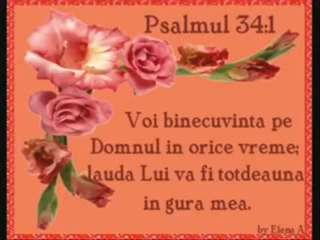 Psalmul 34:1
Voi binecuvinta pe
Domnul in orice vreme;
lauda Lui va fi totdeauna
in gura mea.
by Elena A.